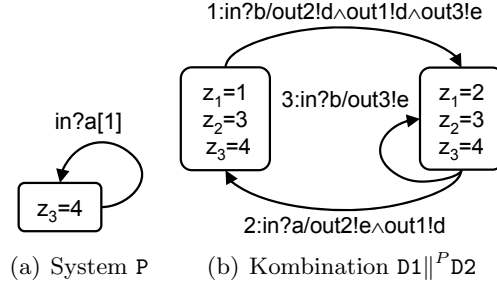 1:in?b/out2!d∧out1!d∧out3!e
z₁=1
z₂=3
z₃=4
z₁=2
z₂=3
z₃=4
3:in?b/out3!e
in?a[1]
z₃=4
2:in?a/out2!e∧out1!d
(a) System P
(b) Kombination D1∥ᴾD2